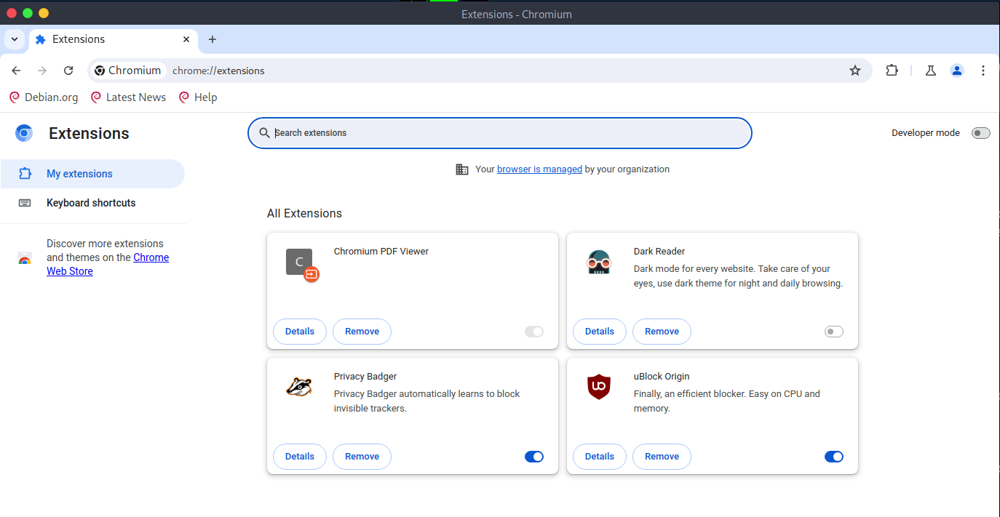 Extensions - Chromium
Extensions
Chromium chrome://extensions
Debian.org Latest News Help
Extensions
Search extensions
Developer mode
My extensions
Keyboard shortcuts
Discover more extensions
and themes on the Chrome
Web Store
Your browser is managed by your organization
All Extensions
C
Chromium PDF Viewer
Details Remove
Dark Reader
Dark mode for every website. Take care of your
eyes, use dark theme for night and daily browsing.
Details Remove
Privacy Badger
Privacy Badger automatically learns to block
invisible trackers.
Details Remove
uo
uBlock Origin
Finally, an efficient blocker. Easy on CPU and
memory.
Details Remove